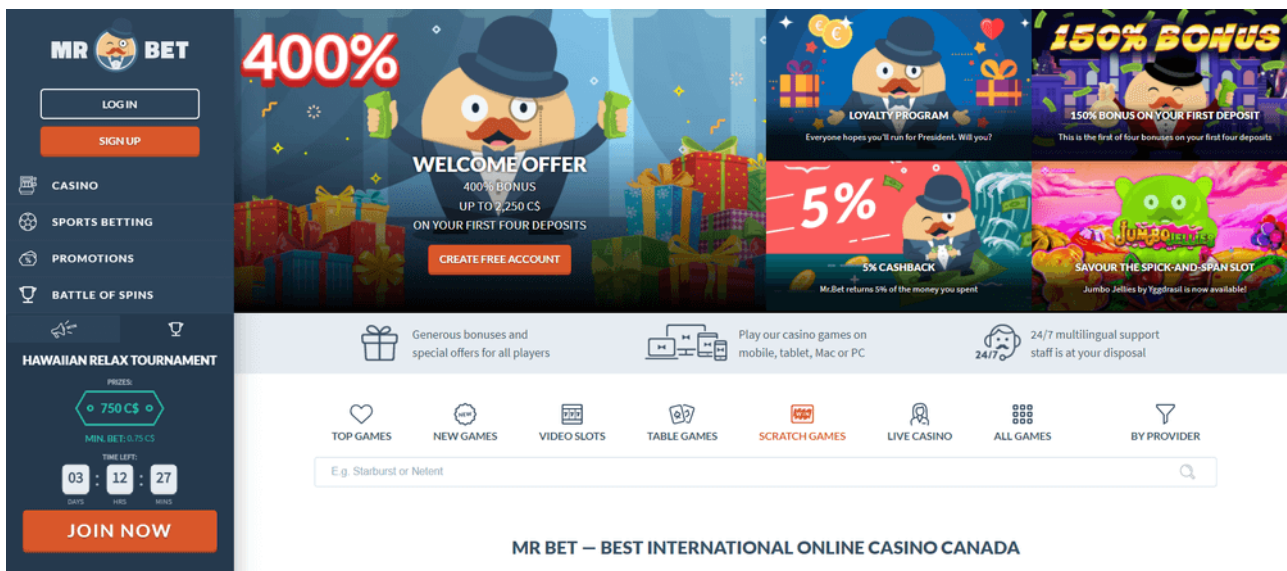 MR BET
LOG IN
SIGN UP
CASINO
SPORTS BETTING
PROMOTIONS
BATTLE OF SPINS
HAWAIIAN RELAX TOURNAMENT
PRIZES:
750 C$
MIN. BET: 0.75 C$
TIME LEFT:
03 : 12 : 27
DAYS HRS MINS
JOIN NOW
400%
WELCOME OFFER
400% BONUS
UP TO 2,250 C$
ON YOUR FIRST FOUR DEPOSITS
CREATE FREE ACCOUNT
LOYALTY PROGRAM
Everyone hopes you'll run for President. Will you?
150% BONUS
150% BONUS ON YOUR FIRST DEPOSIT
This is the first of four bonuses on your first four deposits
5%
5% CASHBACK
Mr.Bet returns 5% of the money you spent
JUMBO JELLIES
SAVOUR THE SPICK-AND-SPAN SLOT
Jumbo Jellies by Yggdrasil is now available!
Generous bonuses and
special offers for all players
Play our casino games on
mobile, tablet, Mac or PC
24/7
24/7 multilingual support
staff is at your disposal
NEW
TOP GAMES
NEW GAMES
VIDEO SLOTS
TABLE GAMES
SCRATCH GAMES
LIVE CASINO
ALL GAMES
BY PROVIDER
E.g. Starburst or Netent
MR BET — BEST INTERNATIONAL ONLINE CASINO CANADA